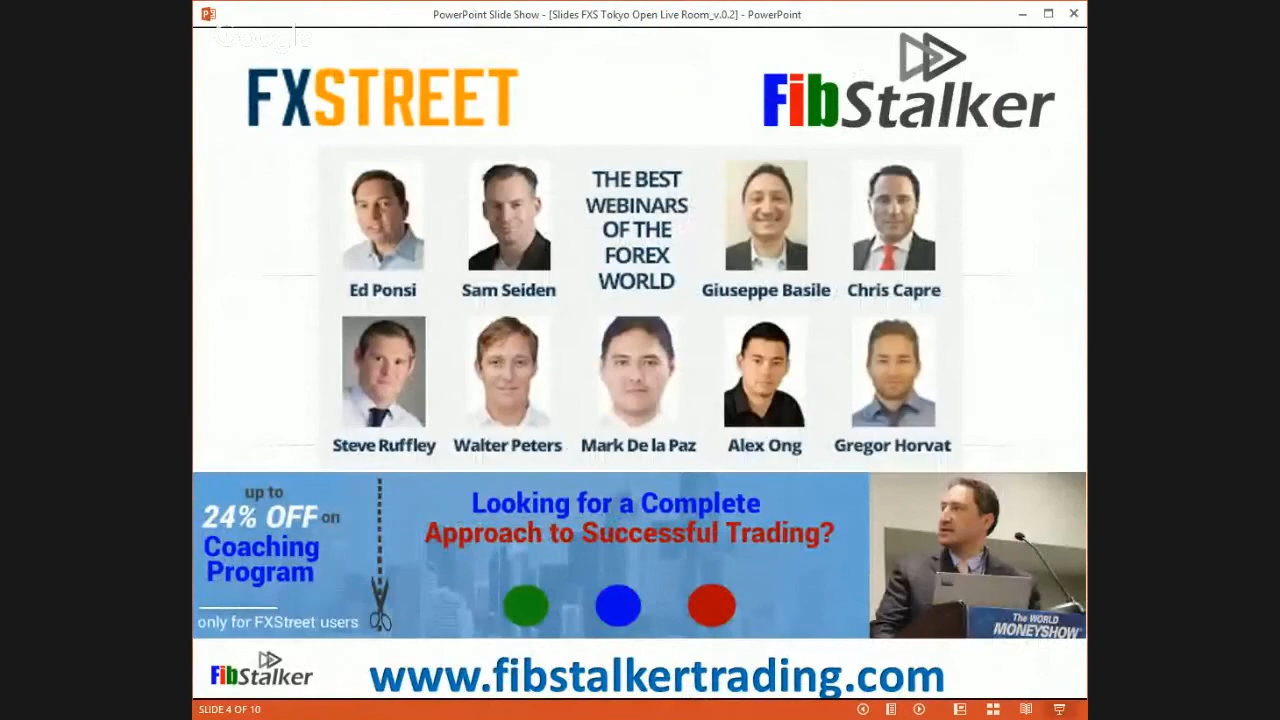 PowerPoint Slide Show - [Slides FXS Tokyo Open Live Room_v.0.2] - PowerPoint
Google
FXSTREET
FibStalker
THE BEST
WEBINARS
OF THE
FOREX
WORLD
Ed Ponsi
Sam Seiden
Giuseppe Basile
Chris Capre
Steve Ruffley
Walter Peters
Mark De la Paz
Alex Ong
Gregor Horvat
up to
24% OFF on
Coaching
Program
only for FXStreet users
Looking for a Complete
Approach to Successful Trading?
The WORLD
MONEYSHOW
FibStalker
www.fibstalkertrading.com
SLIDE 4 OF 10